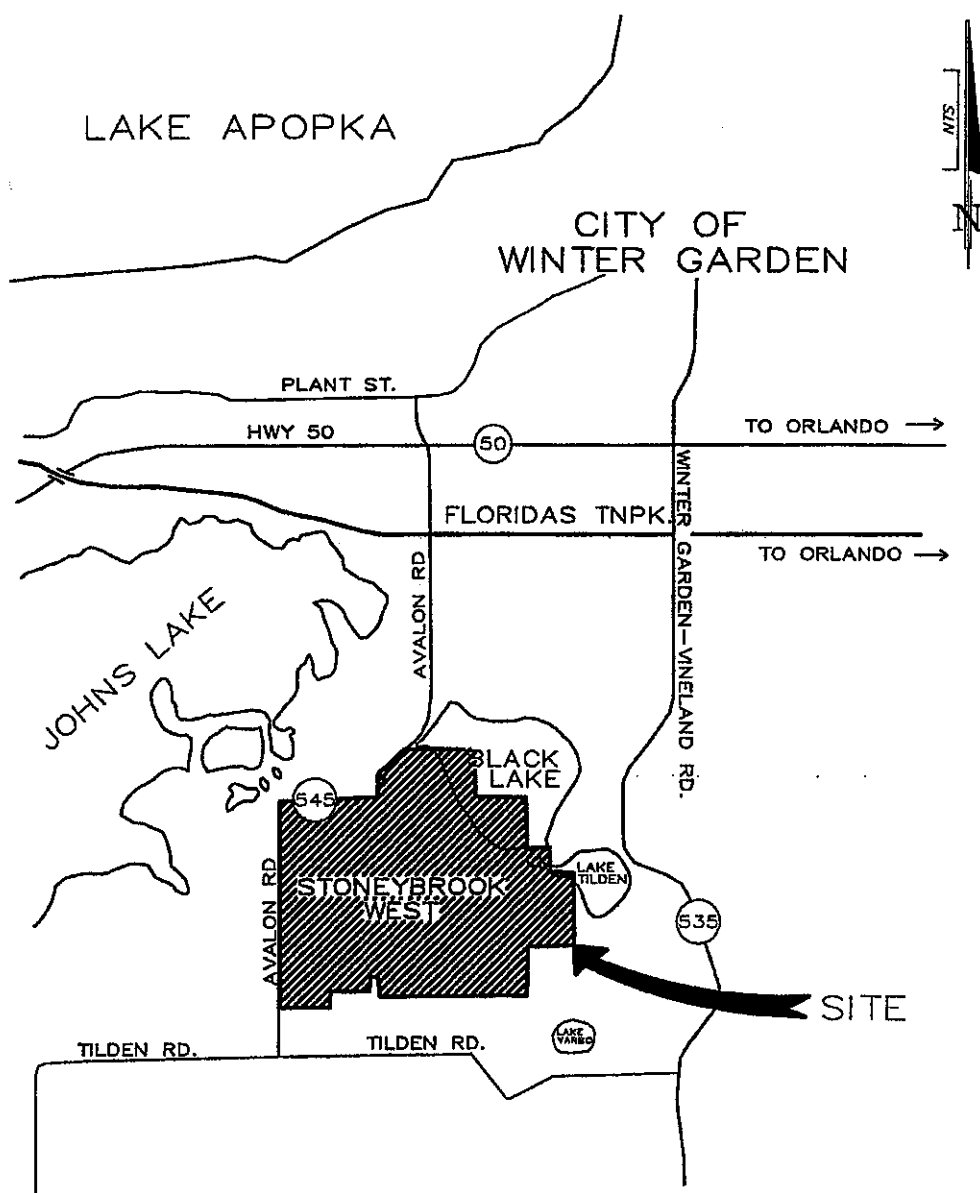 LAKE APOPKA
NTS
N
CITY OF
WINTER GARDEN
PLANT ST.
HWY 50
50
TO ORLANDO
FLORIDAS TNPK.
TO ORLANDO
WINTER GARDEN-VINELAND RD.
AVALON RD
JOHNS LAKE
BLACK
LAKE
545
LAKE
TILDEN
STONEYBROOK
WEST
535
AVALON RD
SITE
LAKE
TILDEN RD.
TILDEN RD.